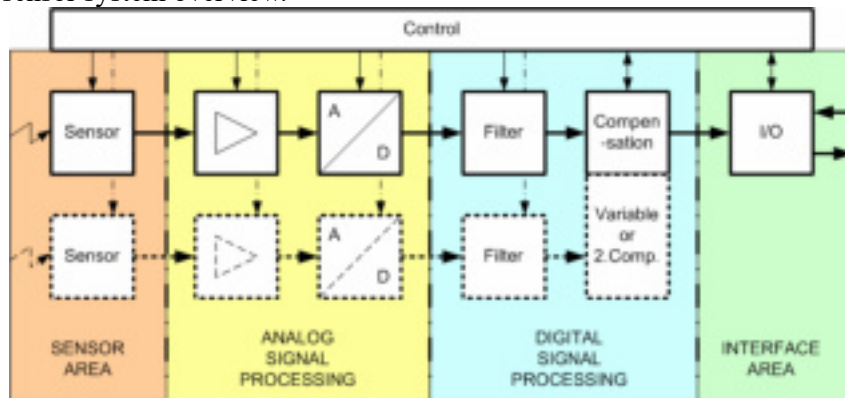 Control
Sensor
A
D
Filter
Compen
-sation
I/O
Sensor
A
D
Filter
Variable
or
2.Comp.
SENSOR
AREA
ANALOG
SIGNAL
PROCESSING
DIGITAL
SIGNAL
PROCESSING
INTERFACE
AREA